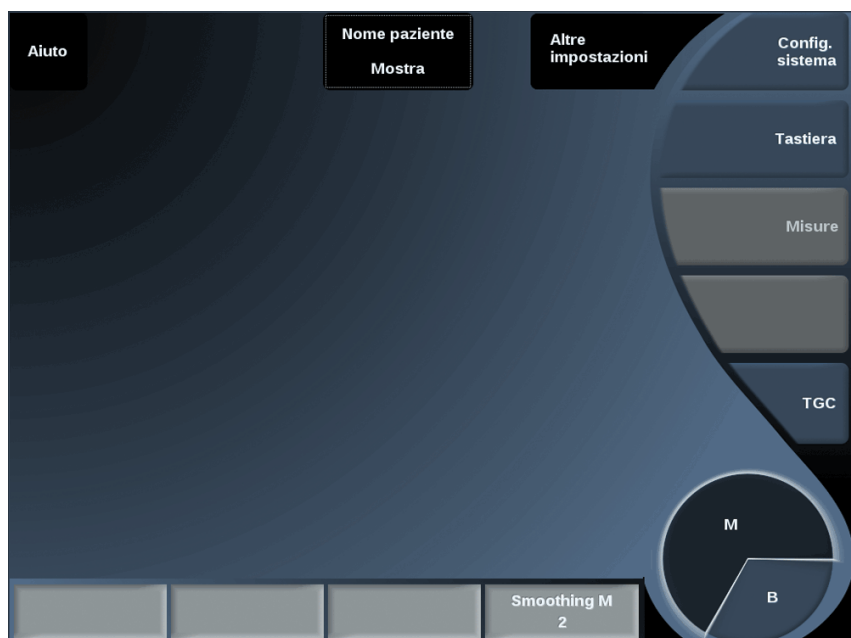 Aiuto
Nome paziente
Mostra
Altre
impostazioni
Config.
sistema
Tastiera
Misure
TGC
M
B
Smoothing M
2